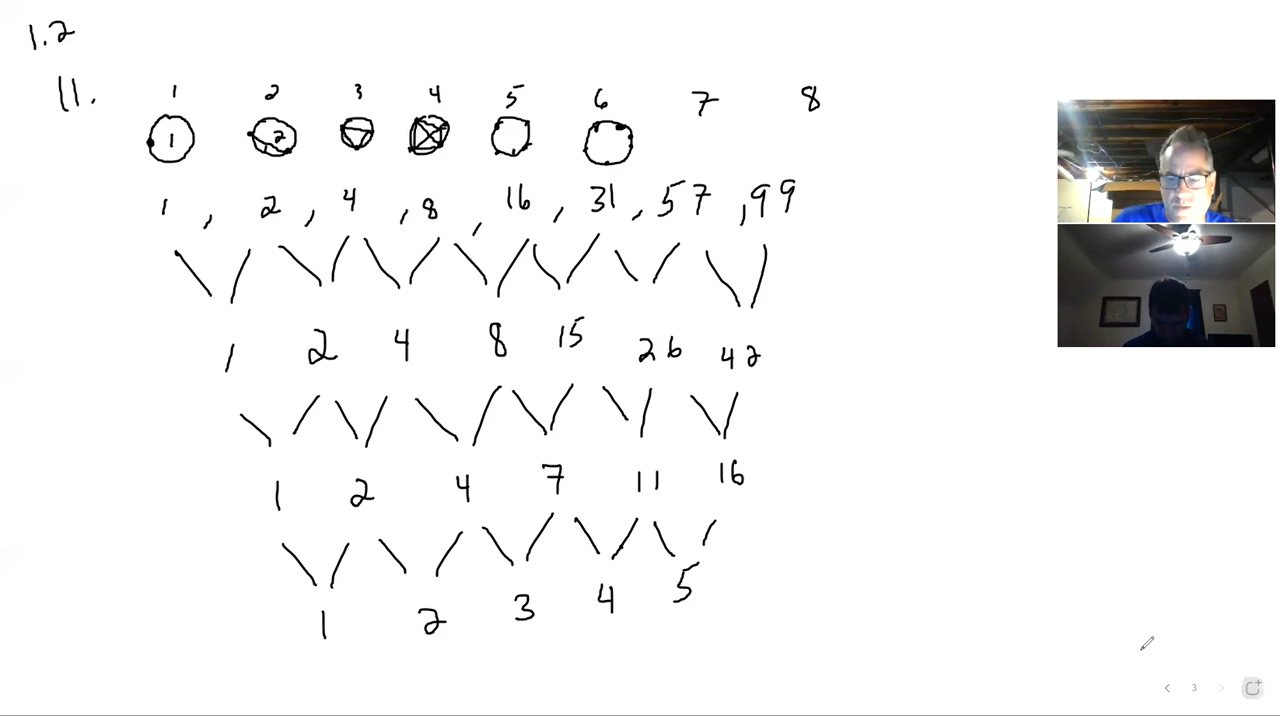 1.2
11. 1 2 3 4 5 6 7 8
1 2
1 , 2 , 4 , 8 , 16 , 31 , 57 , 99
1 2 4 8 15 26 42
1 2 4 7 11 16
1 2 3 4 5
3